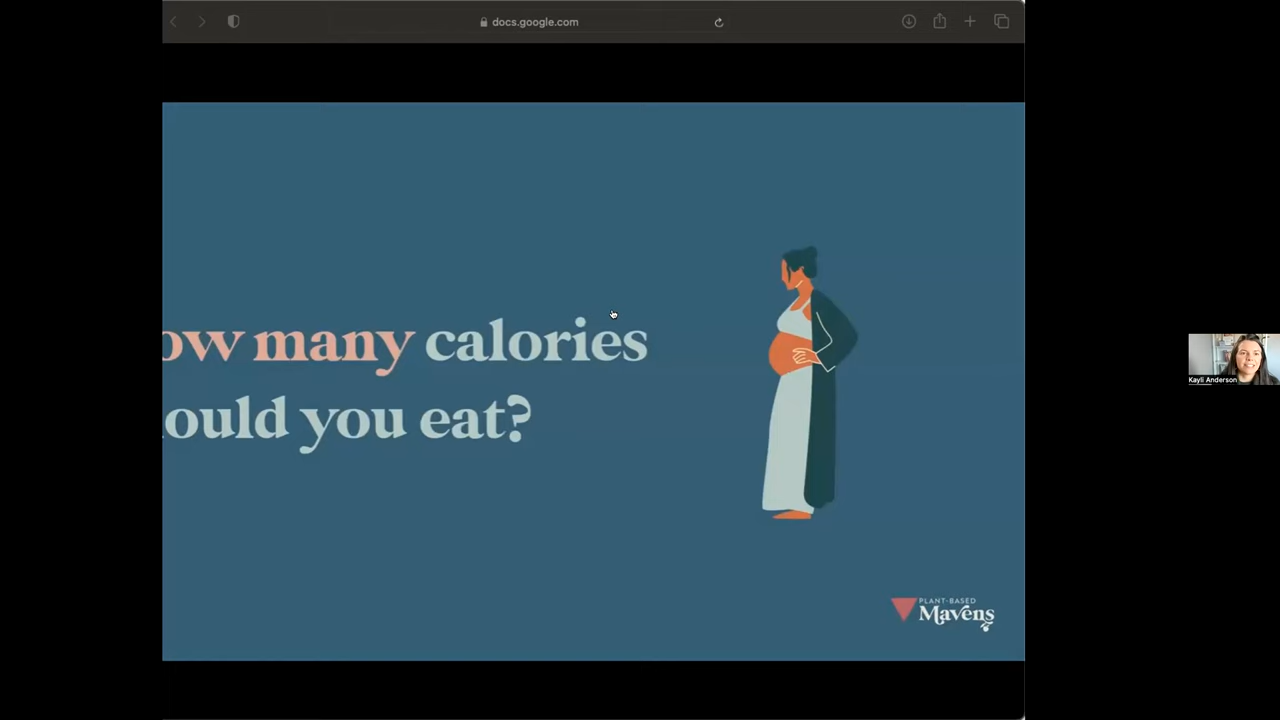 docs.google.com
ow many calories
ould you eat?
PLANT-BASED
Mavens
Kayli Anderson